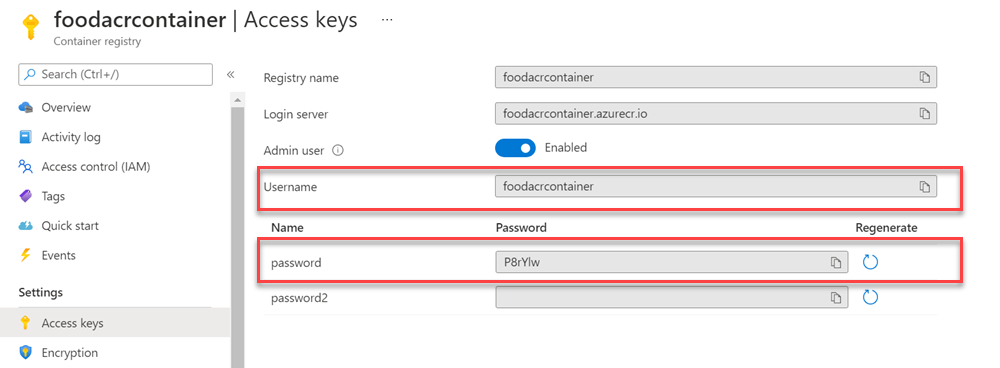 foodacrcontainer | Access keys ...
Container registry
Search (Ctrl+/)
«
Overview
Activity log
Access control (IAM)
Tags
Quick start
Events
Settings
Access keys
Encryption
Registry name foodacrcontainer
Login server foodacrcontainer.azurecr.io
Admin user Enabled
Username foodacrcontainer
Name Password Regenerate
password P8rYlw
password2